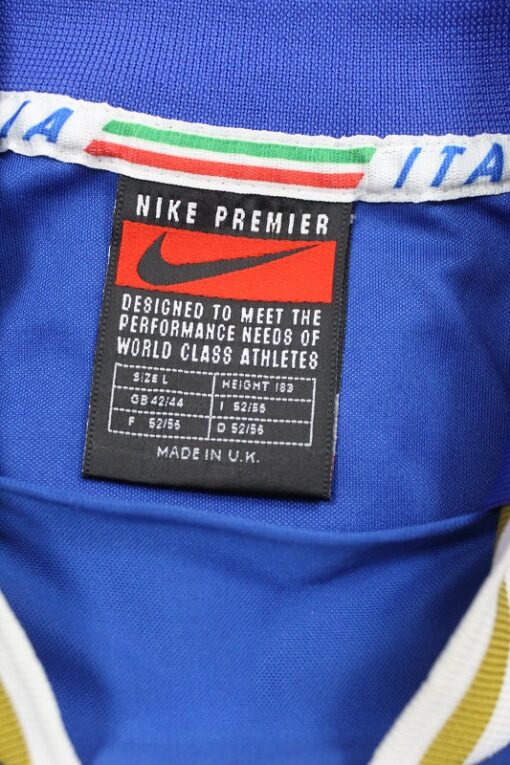 IA ITA
NIKE PREMIER
DESIGNED TO MEET THE
PERFORMANCE NEEDS OF
WORLD CLASS ATHLETES
SIZE L HEIGHT 183
GB 42/44 I 52/56
F 52/56 D 52/56
MADE IN U.K.